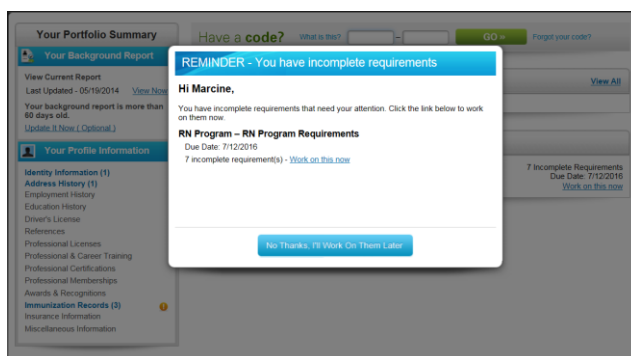 Your Portfolio Summary
Your Background Report
View Current Report
Last Updated - 05/19/2014 View Now
Your background report is more than
60 days old.
Update It Now ( Optional )
Your Profile Information
Identity Information (1)
Address History (1)
Employment History
Education History
Driver's License
References
Professional Licenses
Professional & Career Training
Professional Certifications
Professional Memberships
Awards & Recognitions
Immunization Records (3)
Insurance Information
Miscellaneous Information
Have a code? What is this? – GO » Forgot your code?
REMINDER - You have incomplete requirements
Hi Marcine,
You have incomplete requirements that need your attention. Click the link below to work
on them now.
RN Program – RN Program Requirements
Due Date: 7/12/2016
7 incomplete requirement(s) - Work on this now
No Thanks, I'll Work On Them Later
View All
7 Incomplete Requirements
Due Date: 7/12/2016
Work on this now